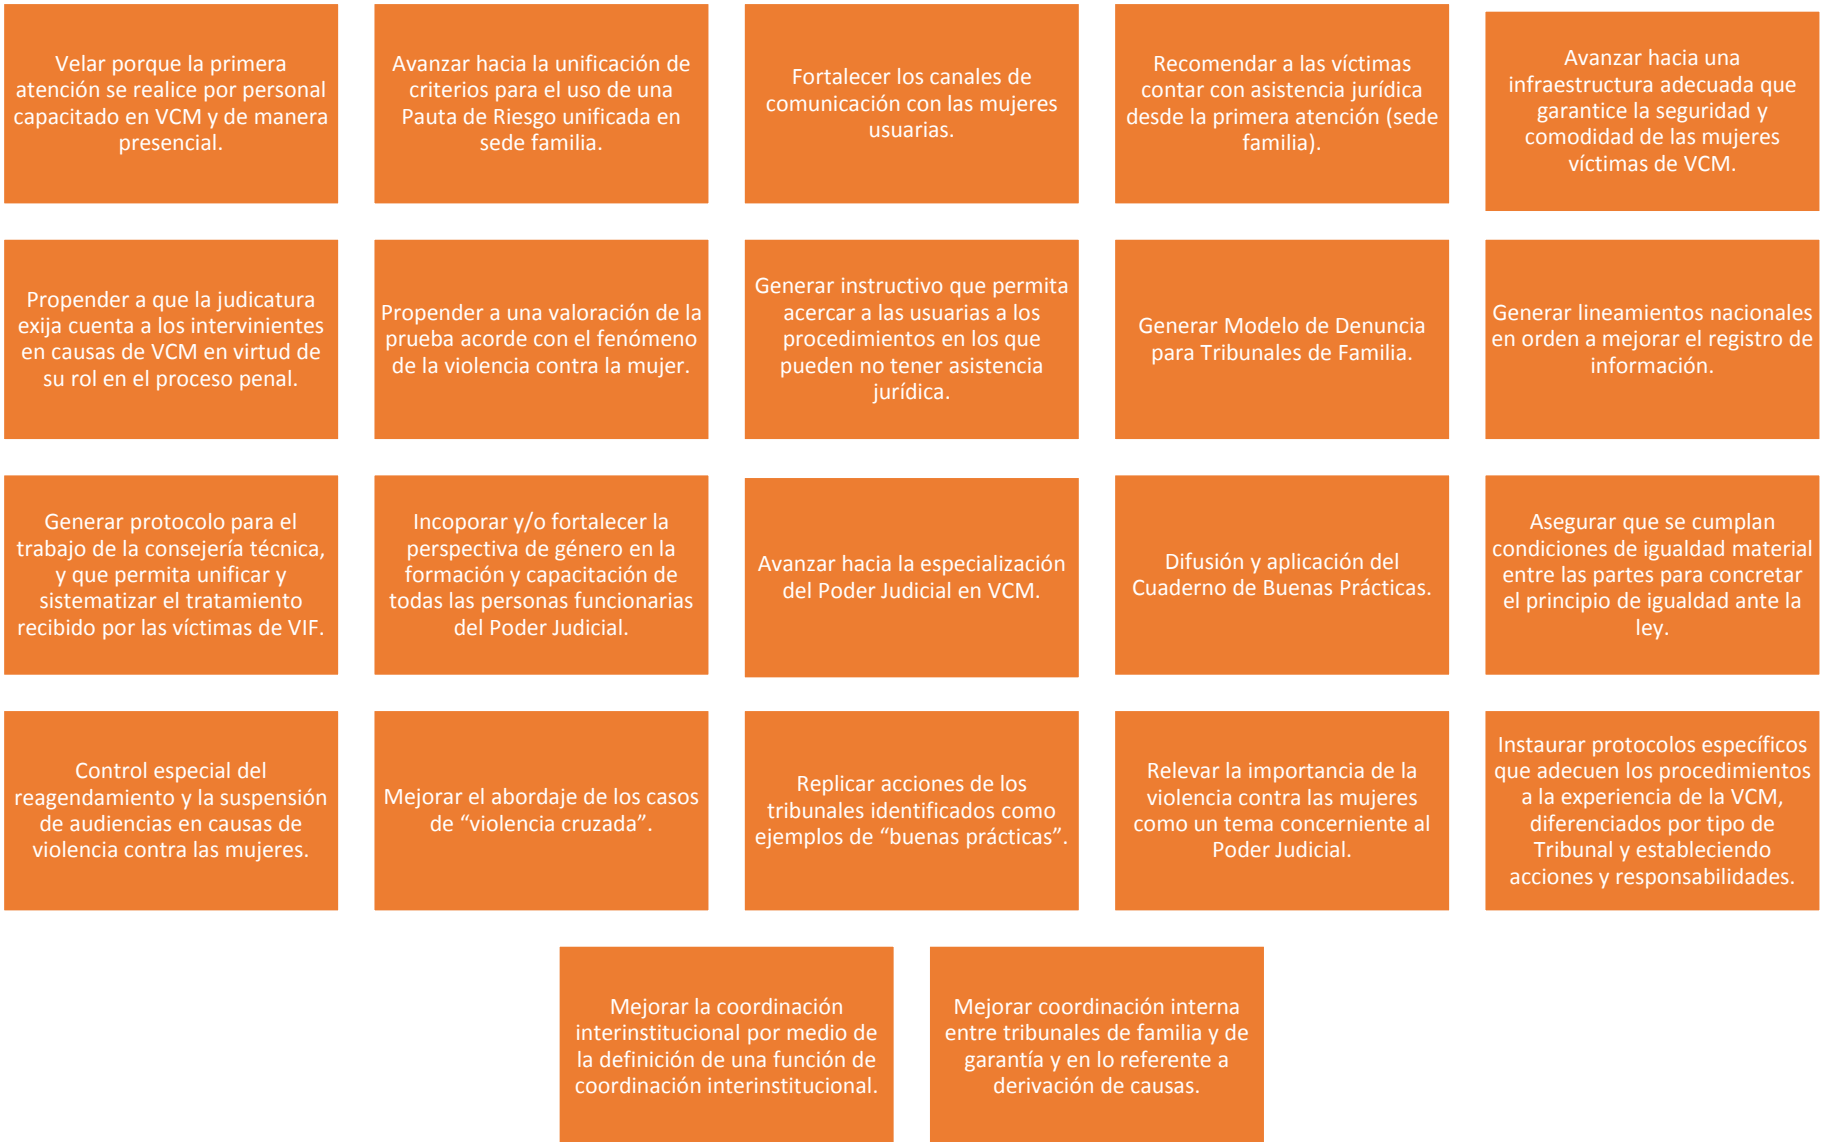 Velar porque la primera
atención se realice por personal
capacitado en VCM y de manera
presencial.
Avanzar hacia la unificación de
criterios para el uso de una
Pauta de Riesgo unificada en
sede familia.
Fortalecer los canales de
comunicación con las mujeres
usuarias.
Recomendar a las víctimas
contar con asistencia jurídica
desde la primera atención (sede
familia).
Avanzar hacia una
infraestructura adecuada que
garantice la seguridad y
comodidad de las mujeres
víctimas de VCM.
Propender a que la judicatura
exija cuenta a los intervinientes
en causas de VCM en virtud de
su rol en el proceso penal.
Propender a una valoración de la
prueba acorde con el fenómeno
de la violencia contra la mujer.
Generar instructivo que permita
acercar a las usuarias a los
procedimientos en los que
pueden no tener asistencia
jurídica.
Generar Modelo de Denuncia
para Tribunales de Familia.
Generar lineamientos nacionales
en orden a mejorar el registro de
información.
Generar protocolo para el
trabajo de la consejería técnica,
y que permita unificar y
sistematizar el tratamiento
recibido por las víctimas de VIF.
Incoporar y/o fortalecer la
perspectiva de género en la
formación y capacitación de
todas las personas funcionarias
del Poder Judicial.
Avanzar hacia la especialización
del Poder Judicial en VCM.
Difusión y aplicación del
Cuaderno de Buenas Prácticas.
Asegurar que se cumplan
condiciones de igualdad material
entre las partes para concretar
el principio de igualdad ante la
ley.
Control especial del
reagendamiento y la suspensión
de audiencias en causas de
violencia contra las mujeres.
Mejorar el abordaje de los casos
de “violencia cruzada”.
Replicar acciones de los
tribunales identificados como
ejemplos de “buenas prácticas”.
Relevar la importancia de la
violencia contra las mujeres
como un tema concerniente al
Poder Judicial.
Instaurar protocolos específicos
que adecuen los procedimientos
a la experiencia de la VCM,
diferenciados por tipo de
Tribunal y estableciendo
acciones y responsabilidades.
Mejorar la coordinación
interinstitucional por medio de
la definición de una función de
coordinación interinstitucional.
Mejorar coordinación interna
entre tribunales de familia y de
garantía y en lo referente a
derivación de causas.